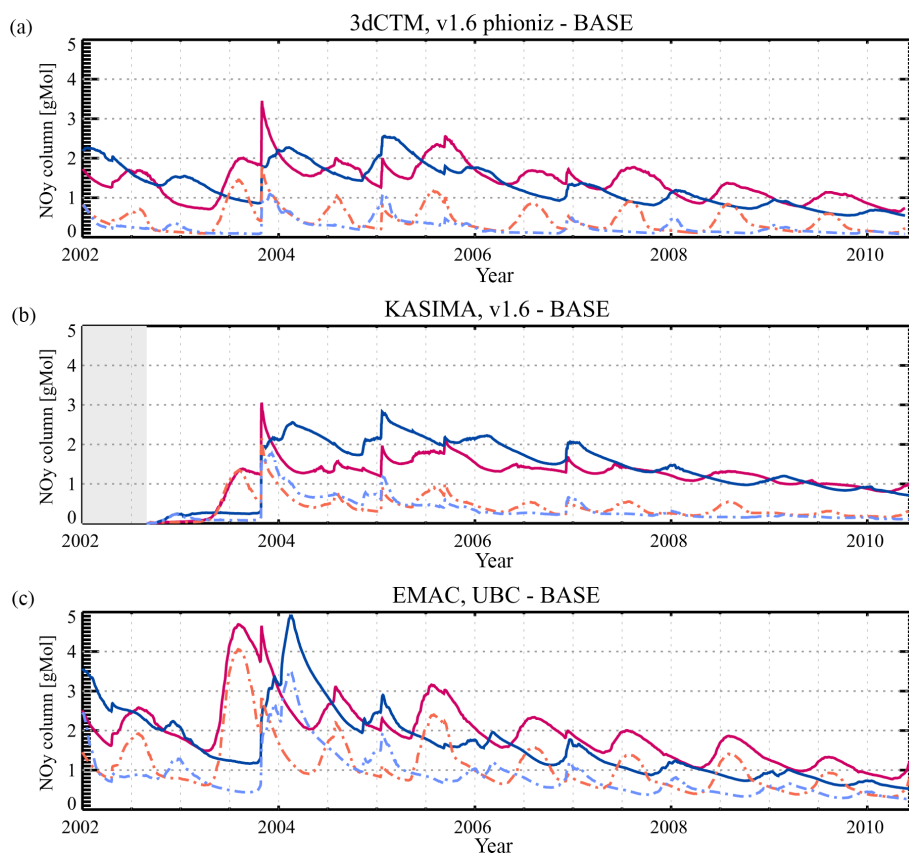 (a)
3dCTM, v1.6 phioniz - BASE
NOy column [gMol]
5
4
3
2
1
0
2002 2004 2006 2008 2010
Year
(b)
KASIMA, v1.6 - BASE
NOy column [gMol]
5
4
3
2
1
0
2002 2004 2006 2008 2010
Year
(c)
EMAC, UBC - BASE
NOy column [gMol]
5
4
3
2
1
0
2002 2004 2006 2008 2010
Year